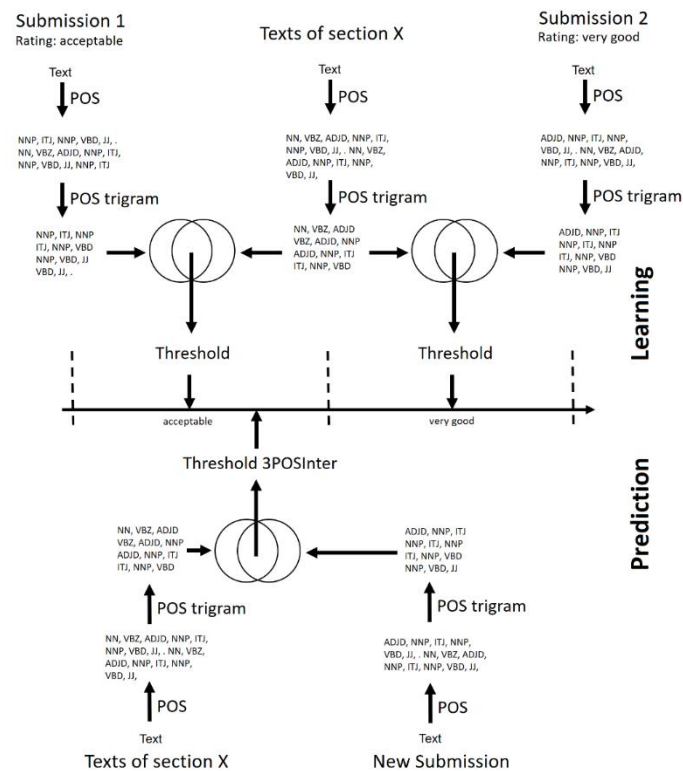 Submission 1
Rating: acceptable
Texts of section X
Submission 2
Rating: very good
Text
POS
NNP, ITJ, NNP, VBD, JJ, .
NN, VBZ, ADJD, NNP, ITJ,
NNP, VBD, JJ, NNP, ITJ
POS trigram
NNP, ITJ, NNP
ITJ, NNP, VBD
NNP, VBD, JJ
VBD, JJ, .
Text
POS
NN, VBZ, ADJD, NNP, ITJ,
NNP, VBD, JJ, . NN, VBZ,
ADJD, NNP, ITJ, NNP,
VBD, JJ,
POS trigram
NN, VBZ, ADJD
VBZ, ADJD, NNP
ADJD, NNP, ITJ
ITJ, NNP, VBD
Text
POS
ADJD, NNP, ITJ, NNP,
VBD, JJ, . NN, VBZ, ADJD,
NNP, ITJ, NNP, VBD, JJ,
POS trigram
ADJD, NNP, ITJ
NNP, ITJ, NNP
ITJ, NNP, VBD
NNP, VBD, JJ
Learning
Threshold
Threshold
acceptable
very good
Threshold 3POSInter
Prediction
NN, VBZ, ADJD
VBZ, ADJD, NNP
ADJD, NNP, ITJ
ITJ, NNP, VBD
POS trigram
NN, VBZ, ADJD, NNP, ITJ,
NNP, VBD, JJ, . NN, VBZ,
ADJD, NNP, ITJ, NNP,
VBD, JJ,
POS
Text
Texts of section X
ADJD, NNP, ITJ
NNP, ITJ, NNP
ITJ, NNP, VBD
NNP, VBD, JJ
POS trigram
ADJD, NNP, ITJ, NNP,
VBD, JJ, . NN, VBZ, ADJD,
NNP, ITJ, NNP, VBD, JJ,
POS
Text
New Submission